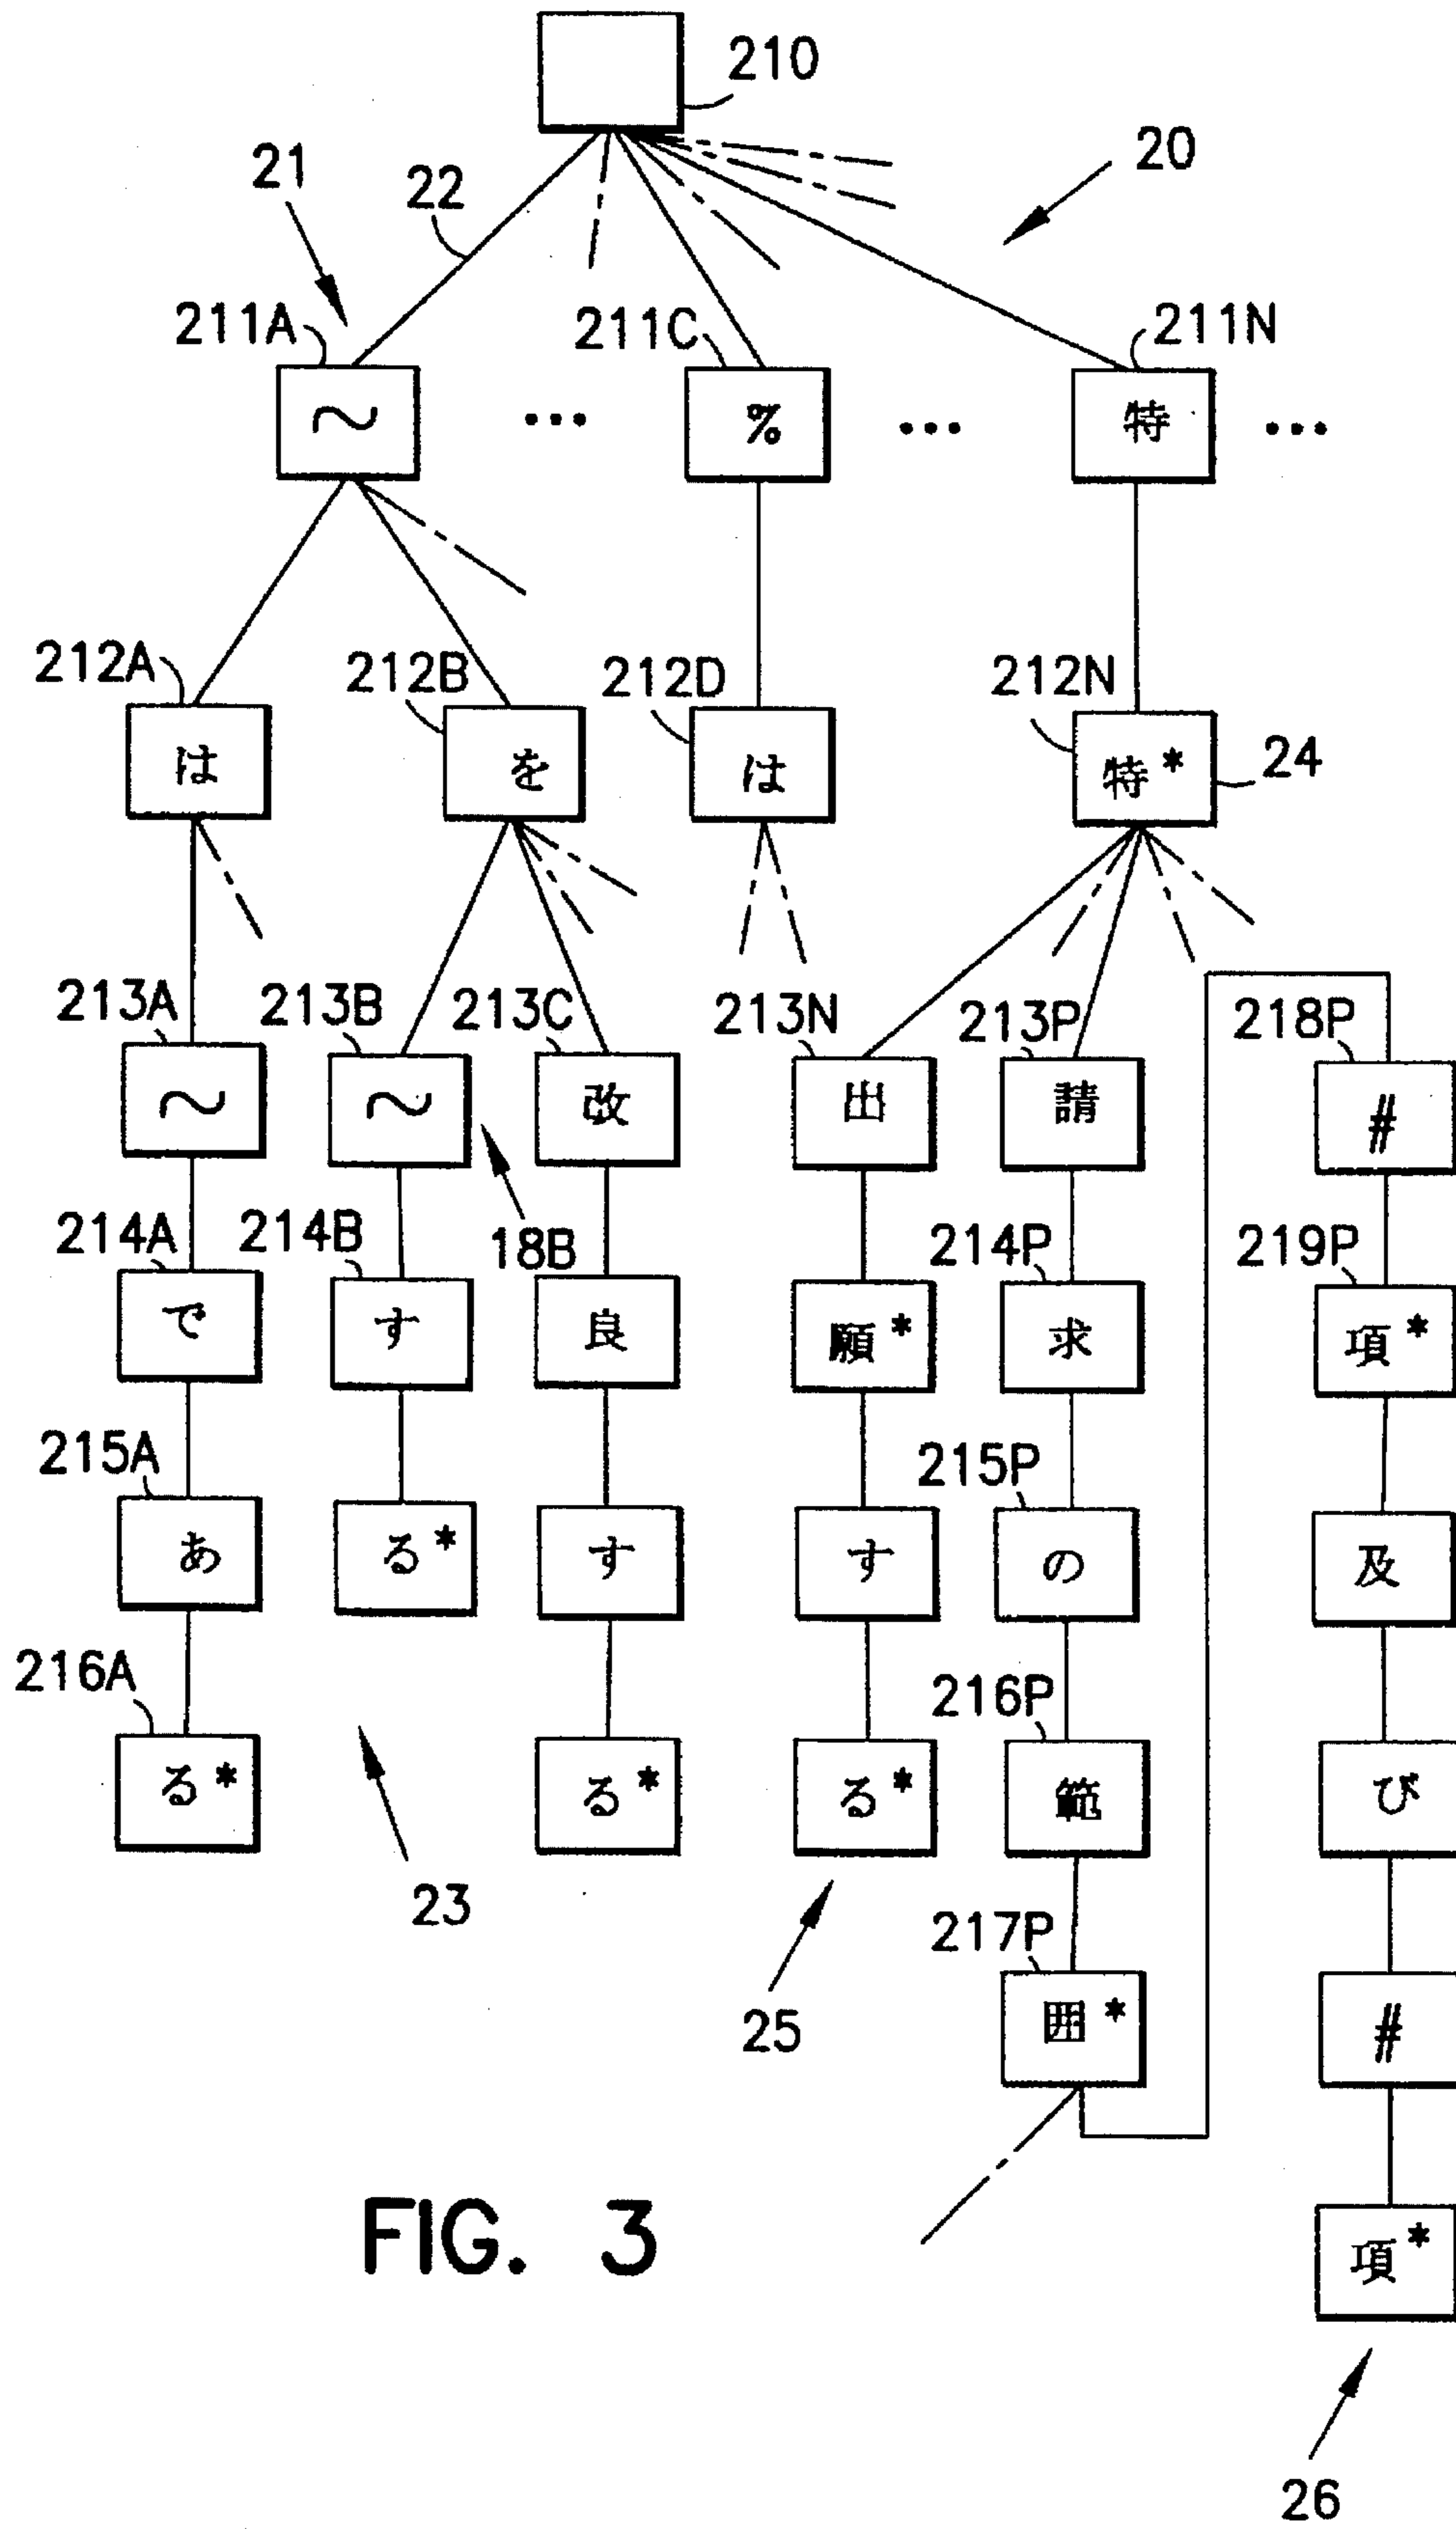 210
20
21
22
211A
211C
211N
~
...
%
...
特
...
212A
212B
212D
212N
は
を
は
特*
24
213A
213B
213C
213N
213P
218P
~
~
改
出
請
#
18B
214A
214B
214P
219P
で
す
良
願*
求
項*
215A
215P
あ
る*
す
す
の
及
216A
216P
る*
る*
る*
範
び
23
25
217P
囲*
#
FIG. 3
項*
26